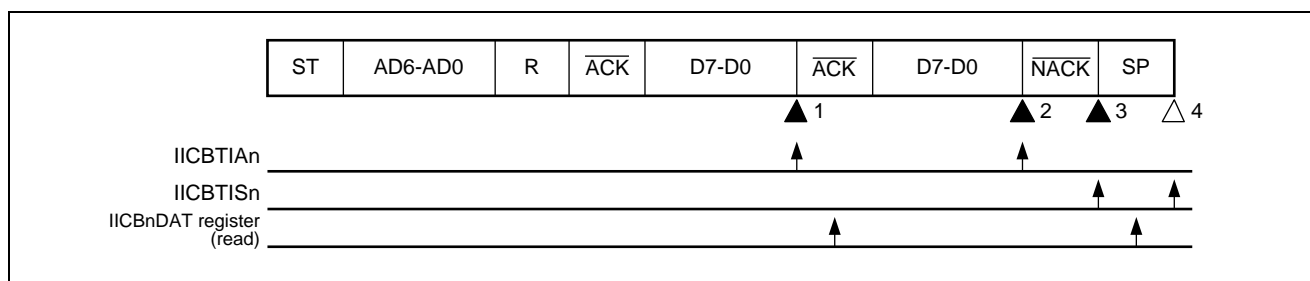 ST AD6-AD0 R ACK D7-D0 ACK D7-D0 NACK SP
1 2 3 4
IICBTIAn
IICBTISn
IICBnDAT register
(read)